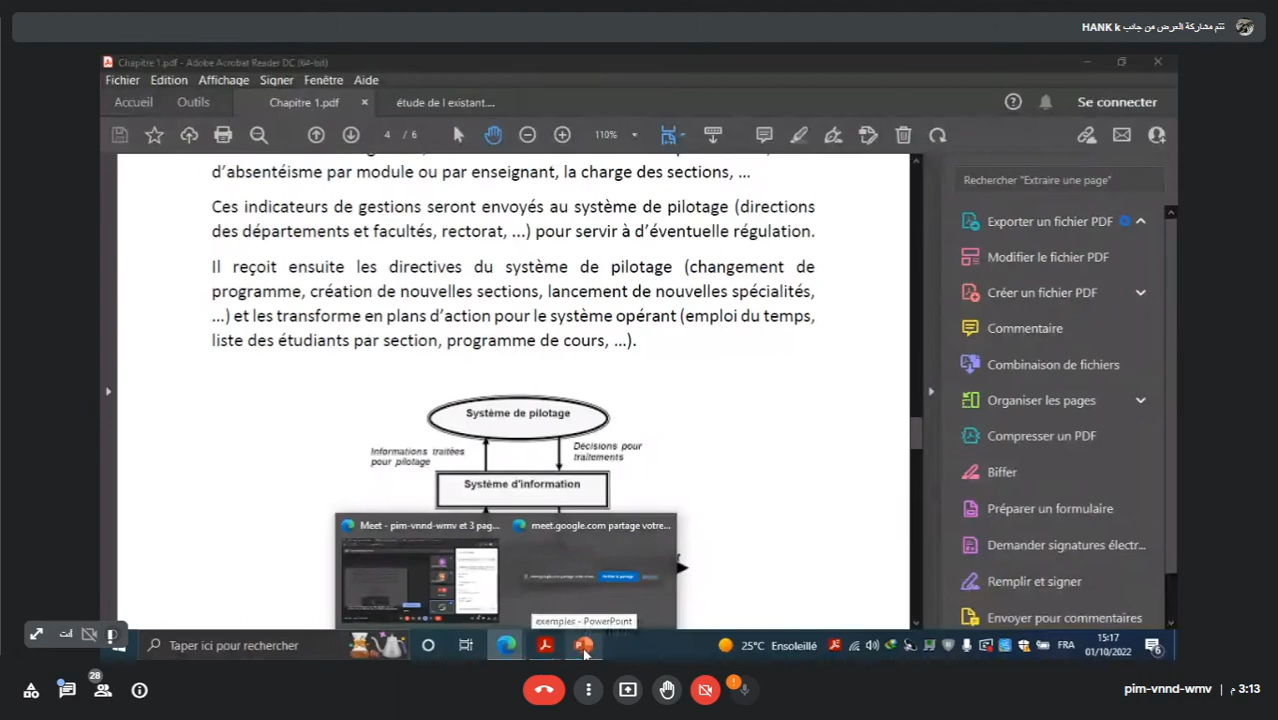 تتم مشاركة العرض من جانب HANK k
Chapitre 1.pdf - Adobe Acrobat Reader DC (64-bit)
Fichier Edition Affichage Signer Fenêtre Aide
Accueil Outils Chapitre 1.pdf × étude de l existant.... Se connecter
4 / 6 110%
d'absentéisme par module ou par enseignant, la charge des sections, ...
Ces indicateurs de gestions seront envoyés au système de pilotage (directions
des départements et facultés, rectorat, ...) pour servir à d'éventuelle régulation.
Il reçoit ensuite les directives du système de pilotage (changement de
programme, création de nouvelles sections, lancement de nouvelles spécialités,
...) et les transforme en plans d'action pour le système opérant (emploi du temps,
liste des étudiants par section, programme de cours, ...).
Système de pilotage
Informations traitées
pour pilotage
Décisions pour
traitements
Système d'information
Rechercher "Extraire une page"
Exporter un fichier PDF
Modifier le fichier PDF
Créer un fichier PDF
Commentaire
Combinaison de fichiers
Organiser les pages
Compresser un PDF
Biffer
Préparer un formulaire
Demander signatures électr...
Remplir et signer
Envoyer pour commentaires
Meet - pim-vnnd-wmv et 3 pag...
meet.google.com partage votre...
exemples - PowerPoint
انت
Taper ici pour rechercher
25°C Ensoleillé
FRA
15:17
01/10/2022
6
28
pim-vnnd-wmv | 3:13 م